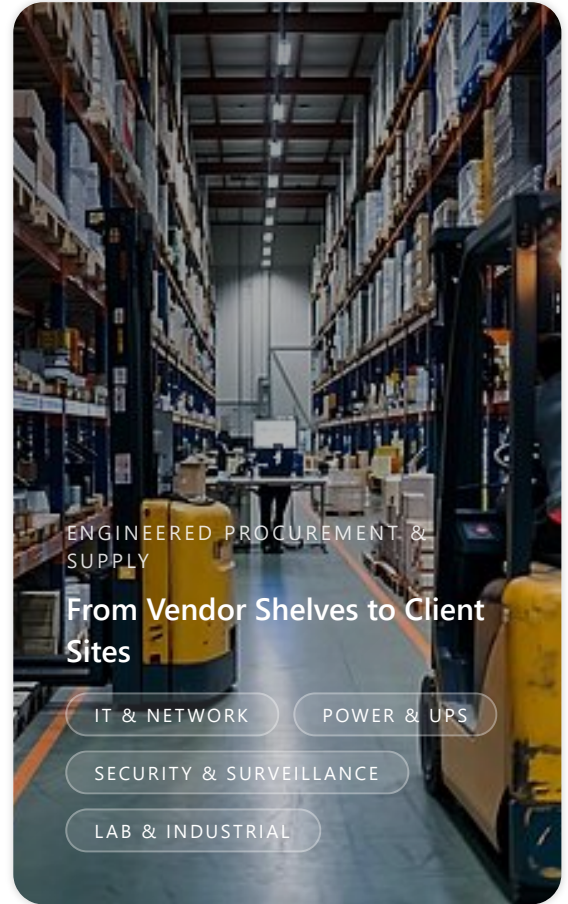 ENGINEERED PROCUREMENT &
SUPPLY
From Vendor Shelves to Client
Sites
IT & NETWORK
POWER & UPS
SECURITY & SURVEILLANCE
LAB & INDUSTRIAL